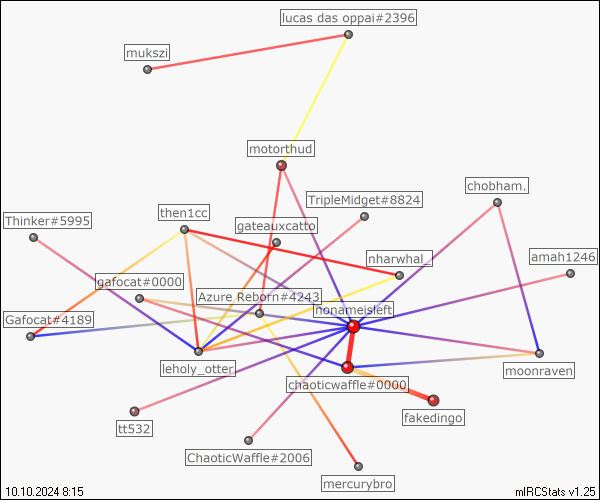 lucas das oppai#2396
mukszi
motorthud
chobham.
TripleMidget#8824
then1cc
Thinker#5995
gateauxcatto
nharwhal_
amah1246
gafocat#0000
Azure Reborn#4243
nonameisleft
Gafocat#4189
leholy_otter
moonraven
chaoticwaffle#0000
fakedingo
tt532
ChaoticWaffle#2006
mercurybro
10.10.2024 8:15
mIRCStats v1.25